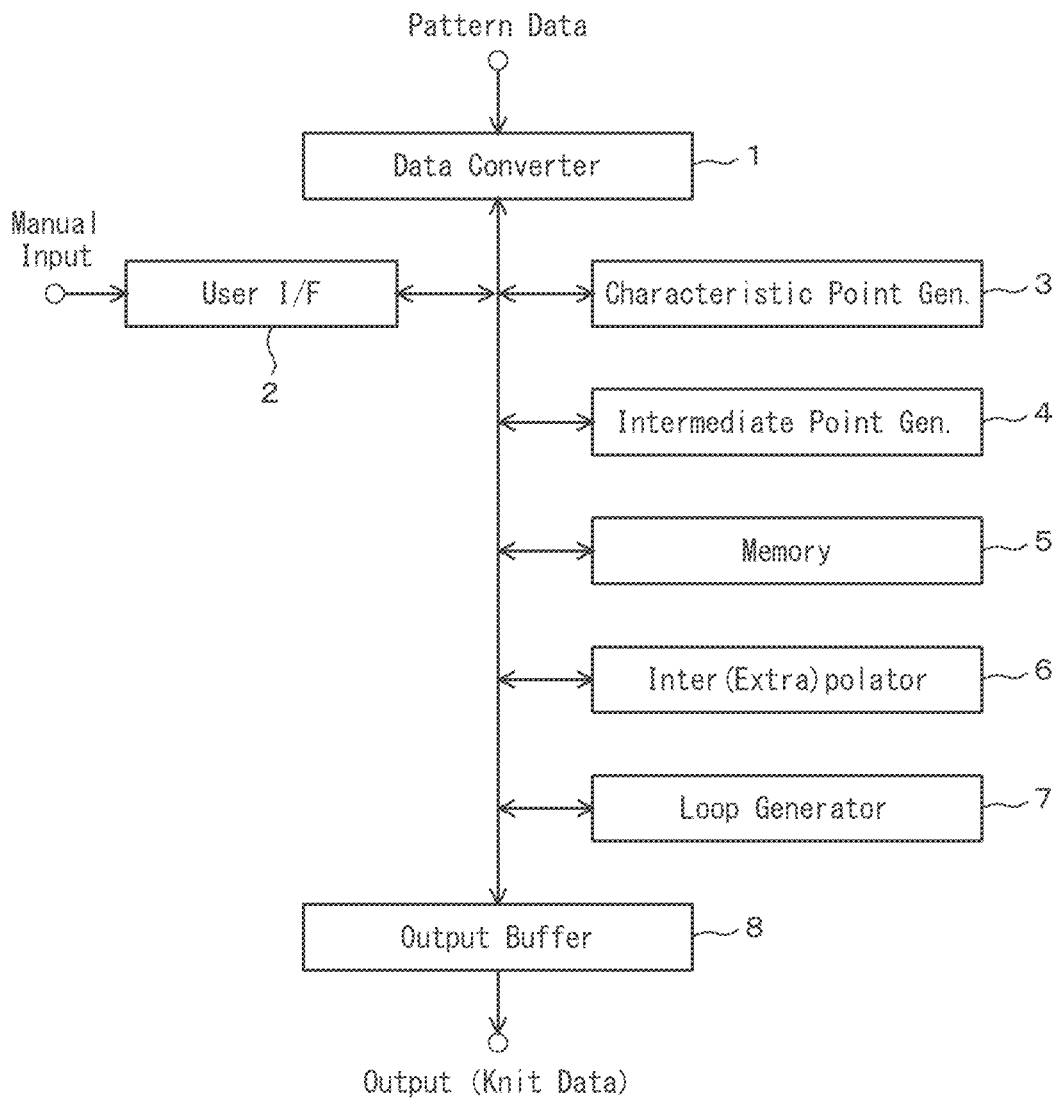 Pattern Data
Data Converter
1
Manual
Input
User I/F
2
Characteristic Point Gen.
3
Intermediate Point Gen.
4
Memory
5
Inter(Extra)polator
6
Loop Generator
7
Output Buffer
8
Output (Knit Data)